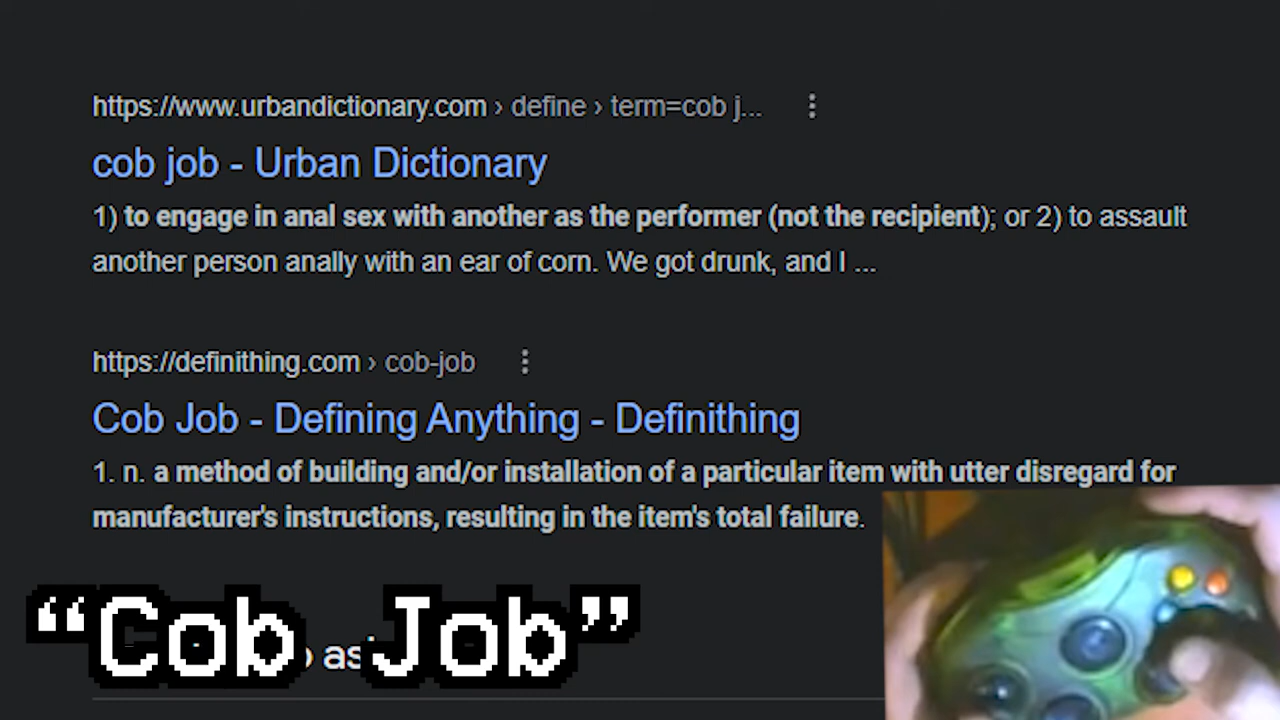 https://www.urbandictionary.com › define › term=cob j...
cob job - Urban Dictionary
1) to engage in anal sex with another as the performer (not the recipient); or 2) to assault
another person anally with an ear of corn. We got drunk, and I ...
https://definithing.com › cob-job
Cob Job - Defining Anything - Definithing
1. n. a method of building and/or installation of a particular item with utter disregard for
manufacturer's instructions, resulting in the item's total failure.
“Cob Job”